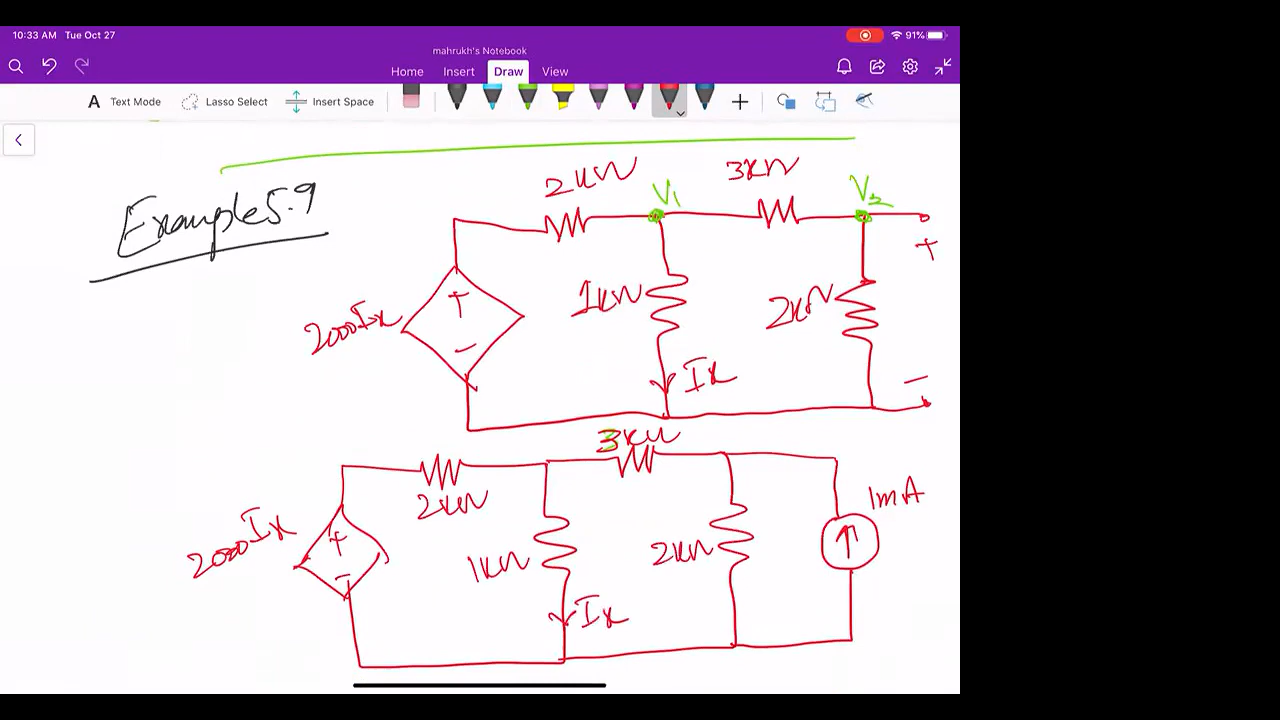 10:33 AM Tue Oct 27
91%
mahrukh's Notebook
Home Insert Draw View
A Text Mode Lasso Select Insert Space
Example 5.9
2kΩ
V1
3kΩ
V2
+
2000Ix
+
-
1kΩ
2kΩ
Ix
-
3kΩ
2kΩ
1mA
2000Ix
+
-
1kΩ
2kΩ
Ix